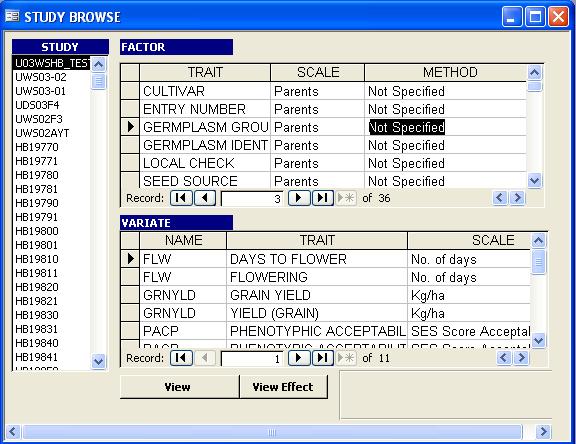 STUDY BROWSE
STUDY
U03WSHB_TEST
UWS03-02
UWS03-01
UDS03F4
UWS02F3
UWS02AYT
HB19770
HB19771
HB19780
HB19781
HB19790
HB19791
HB19800
HB19801
HB19810
HB19811
HB19820
HB19821
HB19830
HB19831
HB19840
HB19841
FACTOR
TRAIT SCALE METHOD
CULTIVAR Parents Not Specified
ENTRY NUMBER Parents Not Specified
GERMPLASM GROU Parents Not Specified
GERMPLASM IDENT Parents Not Specified
LOCAL CHECK Parents Not Specified
SEED SOURCE Parents Not Specified
Record: 3 of 36
VARIATE
NAME TRAIT SCALE
FLW DAYS TO FLOWER No. of days
FLW FLOWERING No. of days
GRNYLD GRAIN YIELD Kg/ha
GRNYLD YIELD (GRAIN) Kg/ha
PACP PHENOTYPHIC ACCEPTABIL SES Score Acceptal
Record: 1 of 11
View View Effect